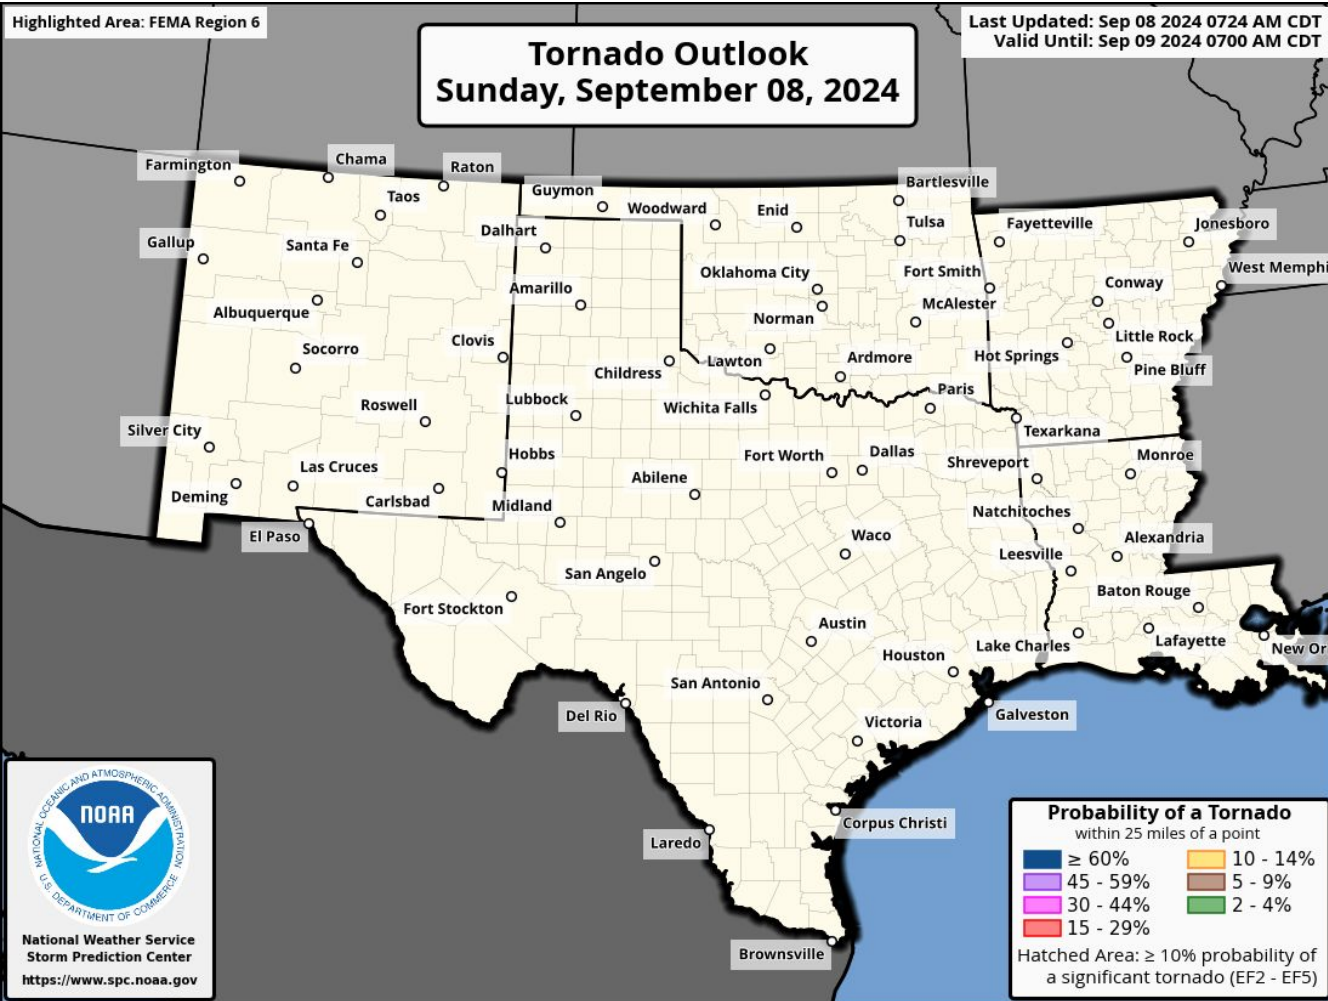 Highlighted Area: FEMA Region 6
Last Updated: Sep 08 2024 0724 AM CDT
Valid Until: Sep 09 2024 0700 AM CDT
Tornado Outlook
Sunday, September 08, 2024
Farmington
Chama
Raton
Taos
Guymon
Woodward
Enid
Bartlesville
Tulsa
Fayetteville
Jonesboro
Gallup
Santa Fe
Dalhart
Oklahoma City
Fort Smith
West Memphi
Albuquerque
Amarillo
Norman
McAlester
Conway
Socorro
Clovis
Childress
Lawton
Ardmore
Hot Springs
Little Rock
Pine Bluff
Roswell
Lubbock
Wichita Falls
Paris
Texarkana
Silver City
Las Cruces
Hobbs
Abilene
Fort Worth
Dallas
Shreveport
Monroe
Deming
Carlsbad
Midland
Natchitoches
El Paso
Waco
Leesville
Alexandria
San Angelo
Fort Stockton
Baton Rouge
Austin
Houston
Lake Charles
Lafayette
New Or
San Antonio
Del Rio
Victoria
Galveston
Laredo
Corpus Christi
Brownsville
NATIONAL OCEANIC AND ATMOSPHERIC ADMINISTRATION
NOAA
U.S. DEPARTMENT OF COMMERCE
National Weather Service
Storm Prediction Center
https://www.spc.noaa.gov
Probability of a Tornado
within 25 miles of a point
≥ 60%
45 - 59%
30 - 44%
15 - 29%
10 - 14%
5 - 9%
2 - 4%
Hatched Area: ≥ 10% probability of
a significant tornado (EF2 - EF5)